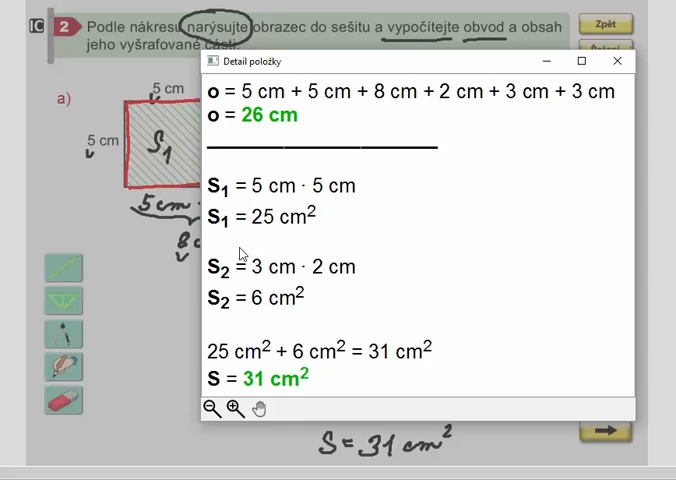 2 Podle nákresu narýsujte obrazec do sešitu a vypočítejte obvod a obsah
jeho vyšrafované části.
Zpět
a)
5 cm
5 cm
S1
5 cm
8
Detail položky
o = 5 cm + 5 cm + 8 cm + 2 cm + 3 cm + 3 cm
o = 26 cm
S₁ = 5 cm · 5 cm
S₁ = 25 cm²
S₂ = 3 cm · 2 cm
S₂ = 6 cm²
25 cm² + 6 cm² = 31 cm²
S = 31 cm²
S = 31 cm²